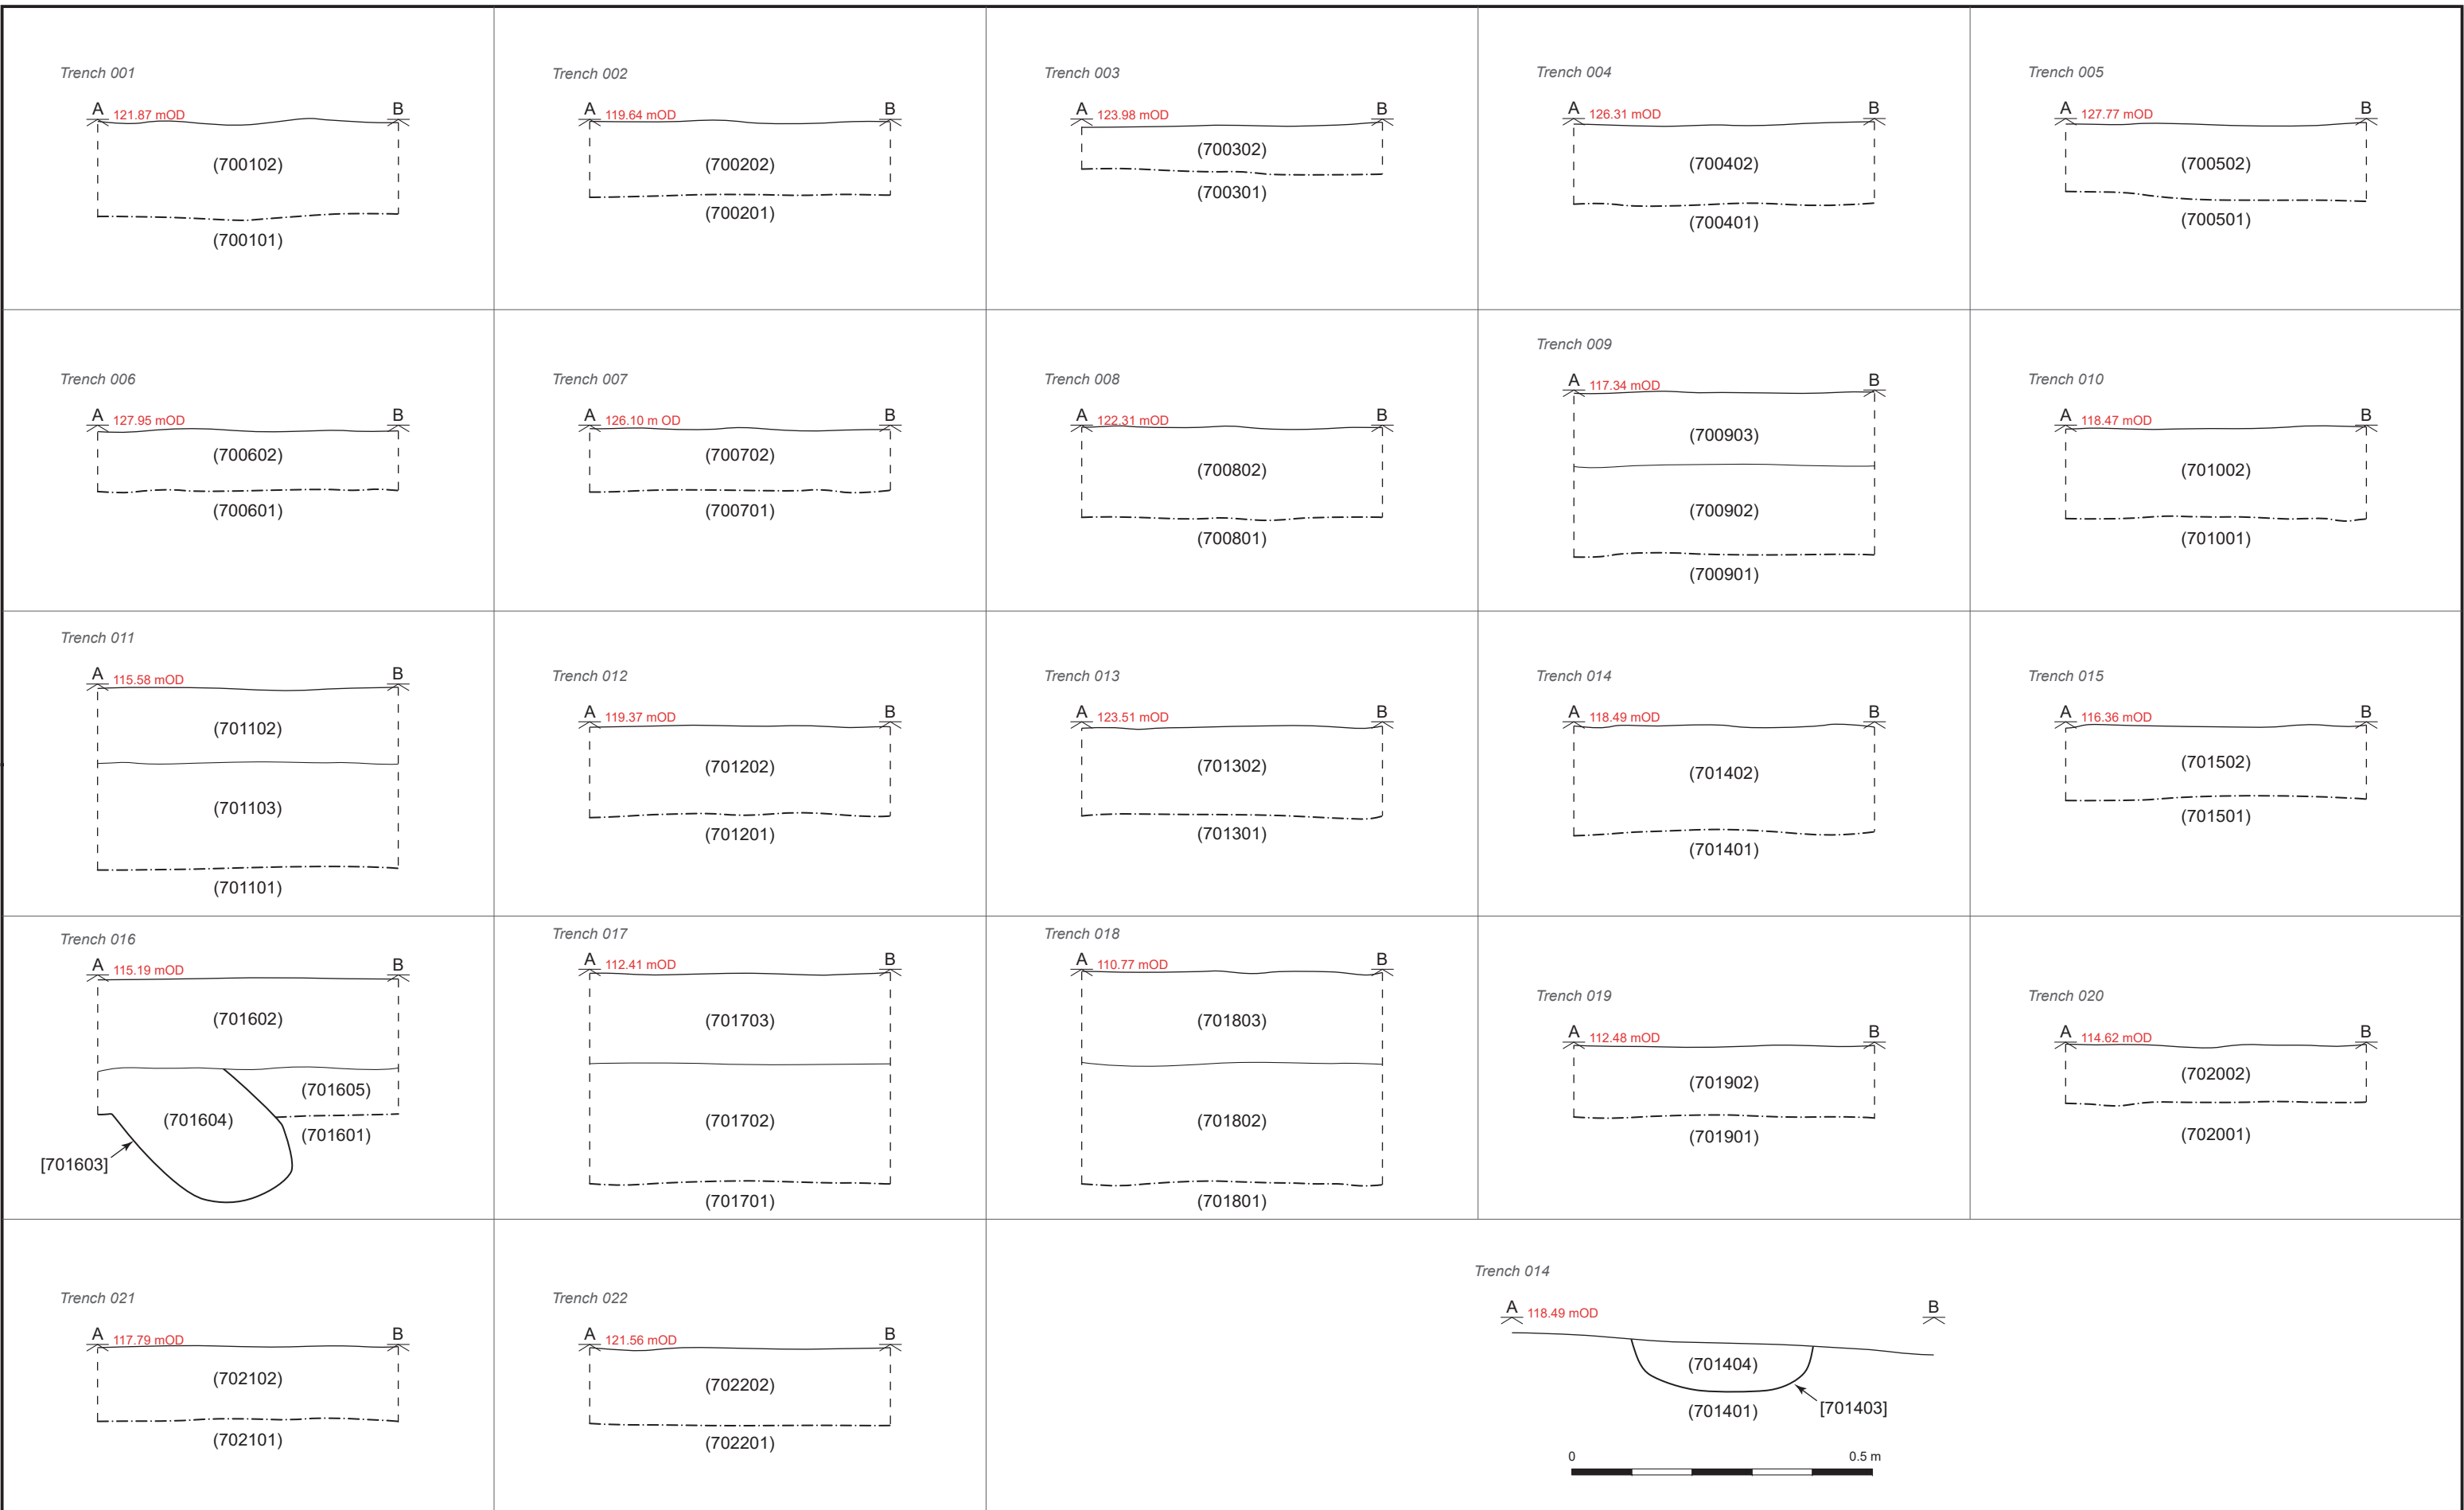 Trench 001
A 121.87 mOD B
(700102)
(700101)
Trench 002
A 119.64 mOD B
(700202)
(700201)
Trench 003
A 123.98 mOD B
(700302)
(700301)
Trench 004
A 126.31 mOD B
(700402)
(700401)
Trench 005
A 127.77 mOD B
(700502)
(700501)
Trench 006
A 127.95 mOD B
(700602)
(700601)
Trench 007
A 126.10 m OD B
(700702)
(700701)
Trench 008
A 122.31 mOD B
(700802)
(700801)
Trench 009
A 117.34 mOD B
(700903)
(700902)
(700901)
Trench 010
A 118.47 mOD B
(701002)
(701001)
Trench 011
A 115.58 mOD B
(701102)
(701103)
(701101)
Trench 012
A 119.37 mOD B
(701202)
(701201)
Trench 013
A 123.51 mOD B
(701302)
(701301)
Trench 014
A 118.49 mOD B
(701402)
(701401)
Trench 015
A 116.36 mOD B
(701502)
(701501)
Trench 016
A 115.19 mOD B
(701602)
(701605)
(701604)
(701601)
[701603]
Trench 017
A 112.41 mOD B
(701703)
(701702)
(701701)
Trench 018
A 110.77 mOD B
(701803)
(701802)
(701801)
Trench 019
A 112.48 mOD B
(701902)
(701901)
Trench 020
A 114.62 mOD B
(702002)
(702001)
Trench 021
A 117.79 mOD B
(702102)
(702101)
Trench 022
A 121.56 mOD B
(702202)
(702201)
Trench 014
A 118.49 mOD B
(701404)
(701401) [701403]
0 0.5 m